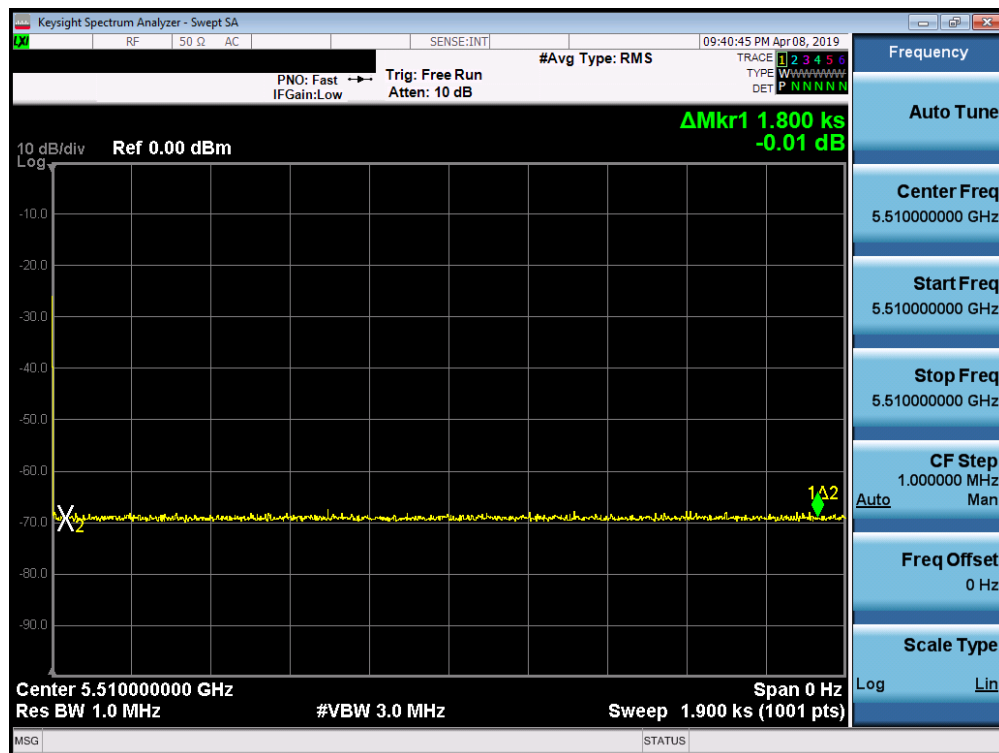 Keysight Spectrum Analyzer - Swept SA
LXI RF 50 Ω AC SENSE:INT 09:40:45 PM Apr 08, 2019
PNO: Fast
IFGain:Low
Trig: Free Run
Atten: 10 dB
#Avg Type: RMS
TRACE 1 2 3 4 5 6
TYPE WWWWWWW
DET P N N N N N
ΔMkr1 1.800 ks
-0.01 dB
10 dB/div Ref 0.00 dBm
Log
-10.0
-20.0
-30.0
-40.0
-50.0
-60.0
-70.0
-80.0
-90.0
X2
1Δ2
Center 5.510000000 GHz Span 0 Hz
Res BW 1.0 MHz #VBW 3.0 MHz Sweep 1.900 ks (1001 pts)
MSG STATUS
Frequency
Auto Tune
Center Freq
5.510000000 GHz
Start Freq
5.510000000 GHz
Stop Freq
5.510000000 GHz
CF Step
1.000000 MHz
Auto Man
Freq Offset
0 Hz
Scale Type
Log Lin